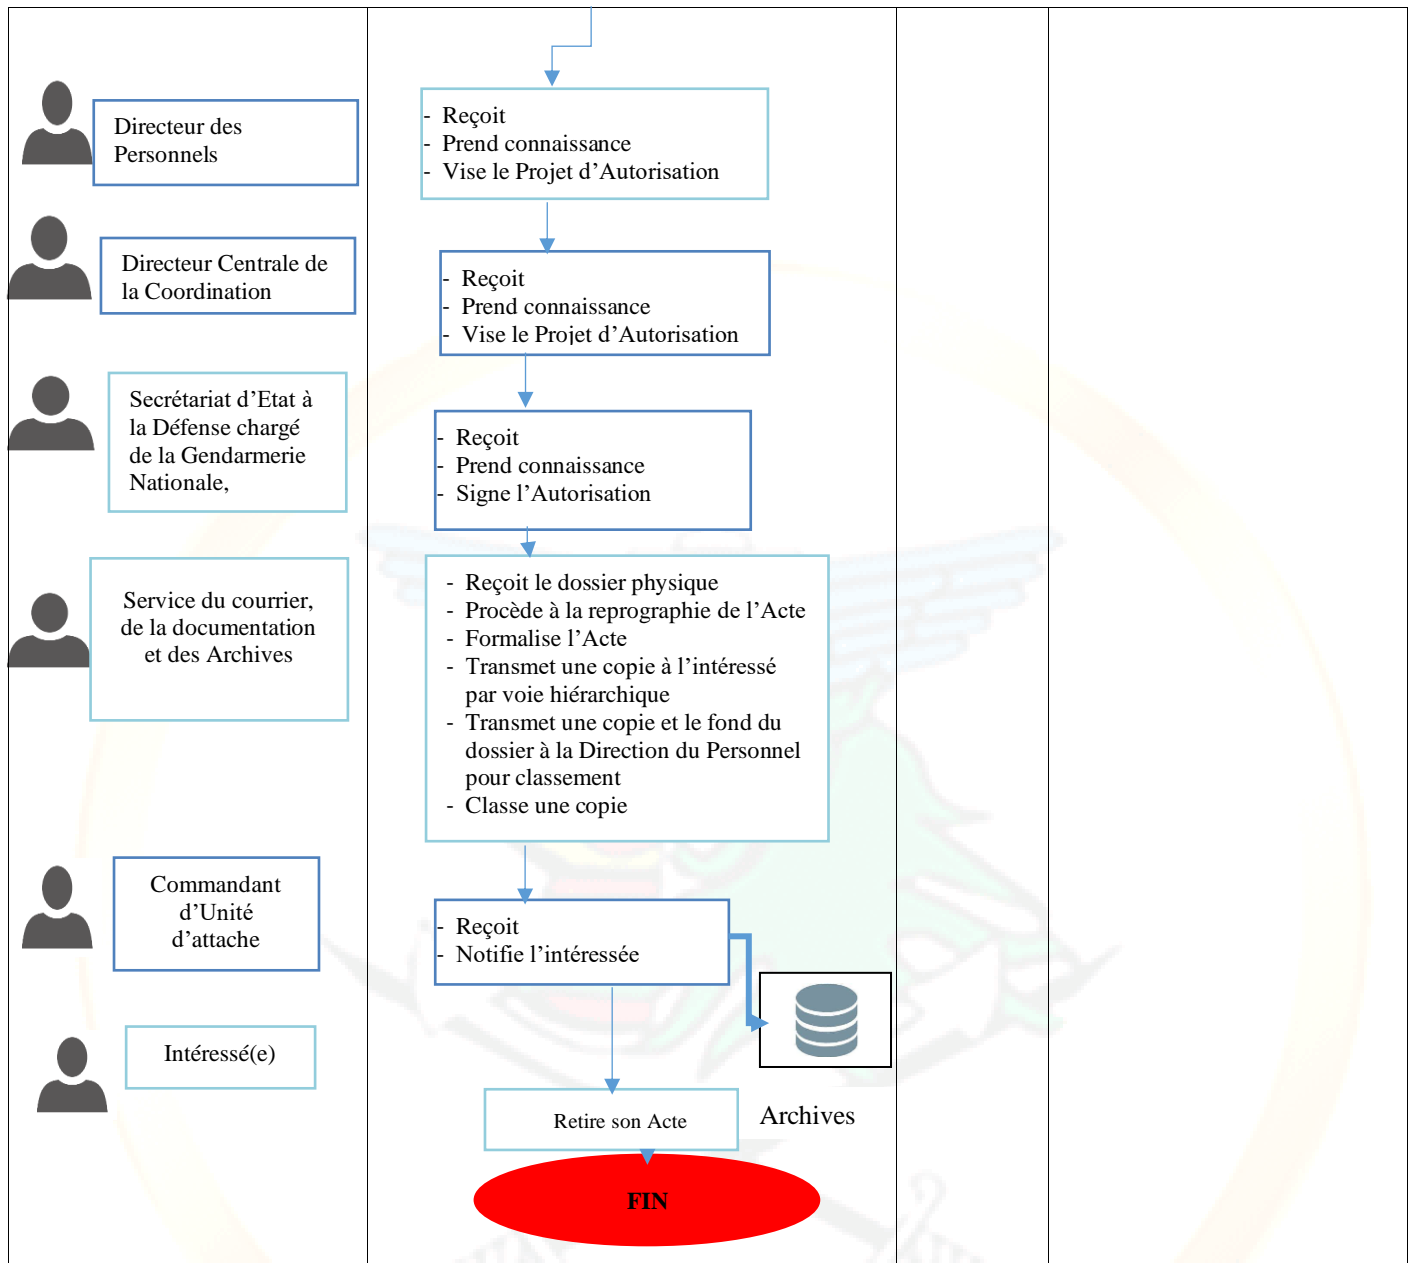 Directeur des
Personnels
- Reçoit
- Prend connaissance
- Vise le Projet d’Autorisation
Directeur Centrale de
la Coordination
- Reçoit
- Prend connaissance
- Vise le Projet d’Autorisation
Secrétariat d’Etat à
la Défense chargé
de la Gendarmerie
Nationale,
- Reçoit
- Prend connaissance
- Signe l’Autorisation
Service du courrier,
de la documentation
et des Archives
- Reçoit le dossier physique
- Procède à la reprographie de l’Acte
- Formalise l’Acte
- Transmet une copie à l’intéressé
par voie hiérarchique
- Transmet une copie et le fond du
dossier à la Direction du Personnel
pour classement
- Classe une copie
Commandant
d’Unité
d’attache
- Reçoit
- Notifie l’intéressée
Intéressé(e)
Archives
Retire son Acte
FIN